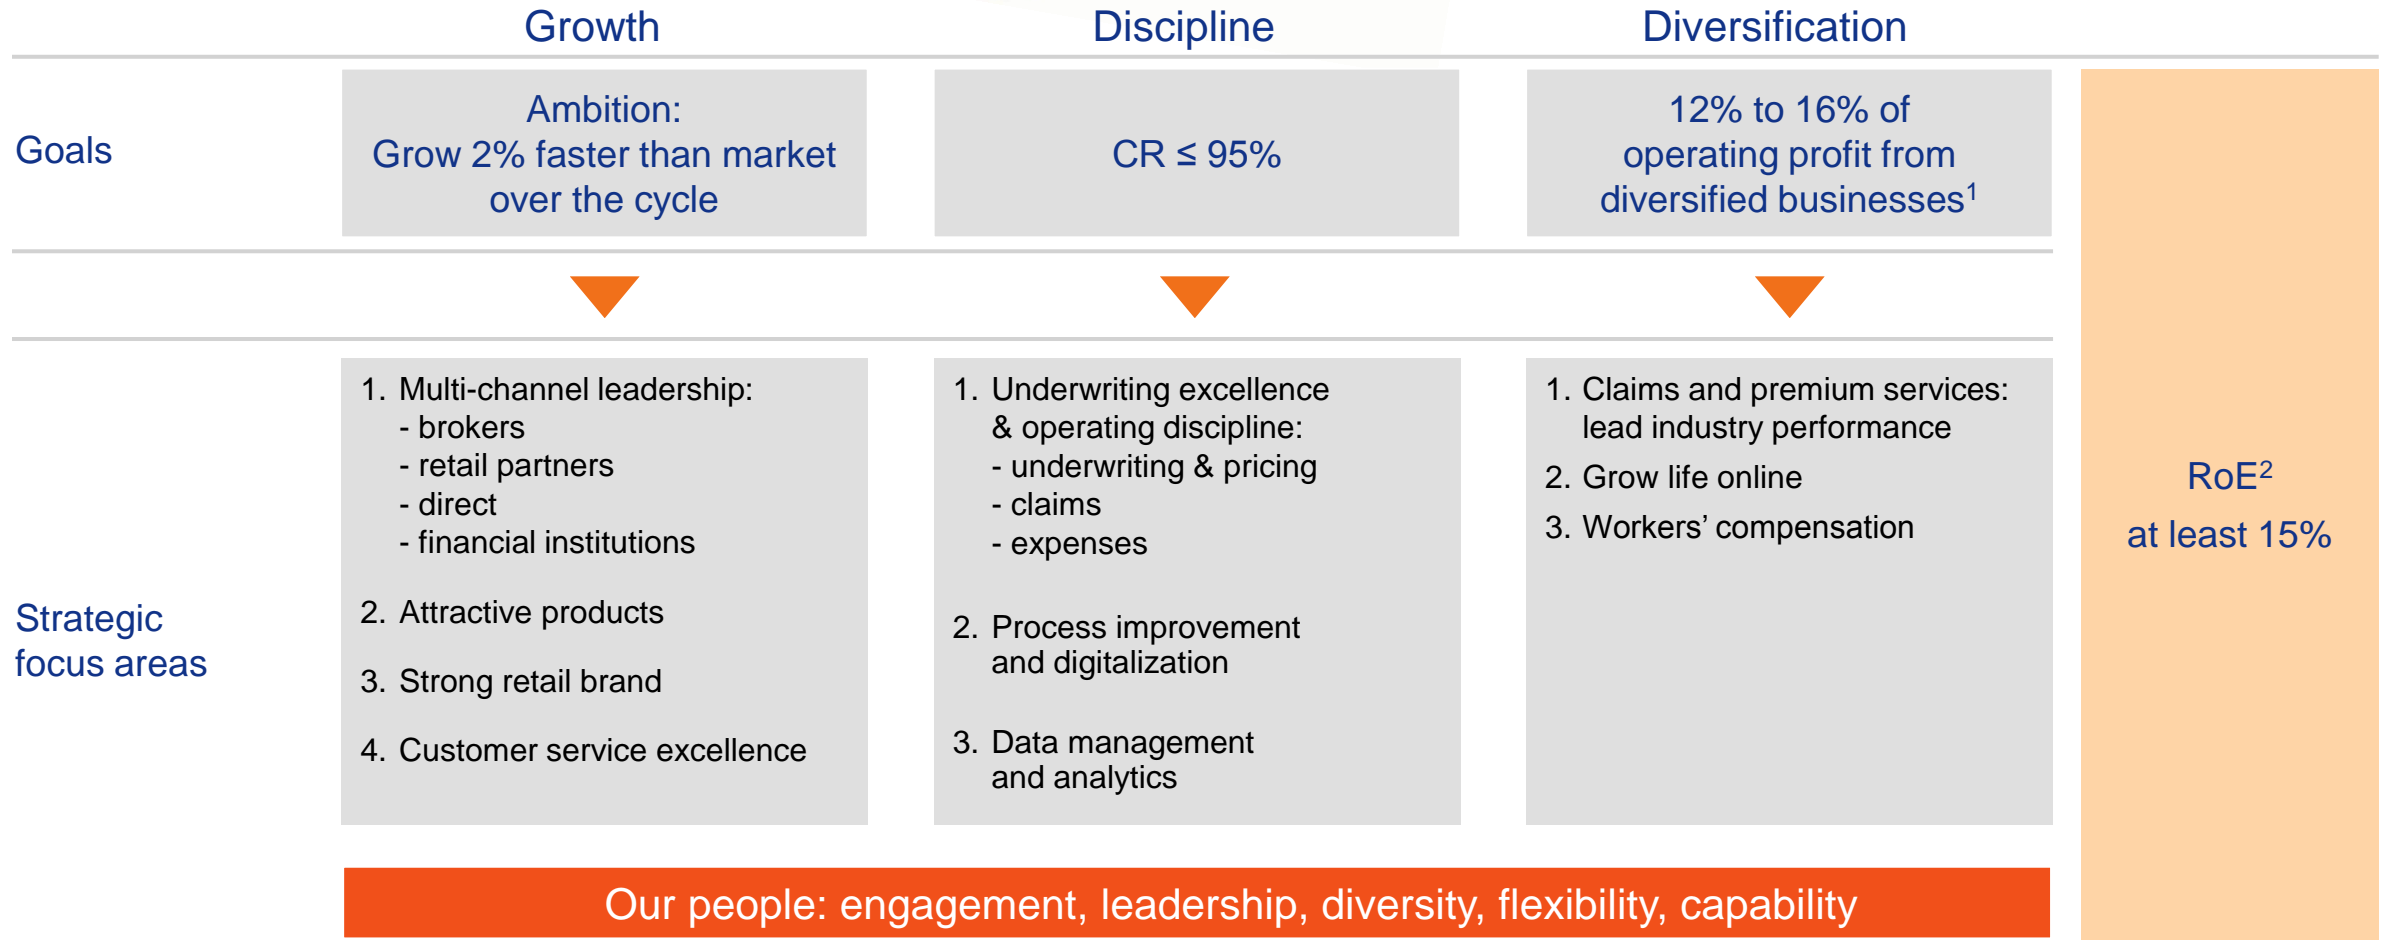 Growth
Discipline
Diversification
Goals
Ambition:
Grow 2% faster than market
over the cycle
CR ≤ 95%
12% to 16% of
operating profit from
diversified businesses¹
Strategic
focus areas
1. Multi-channel leadership:
- brokers
- retail partners
- direct
- financial institutions
2. Attractive products
3. Strong retail brand
4. Customer service excellence
1. Underwriting excellence
& operating discipline:
- underwriting & pricing
- claims
- expenses
2. Process improvement
and digitalization
3. Data management
and analytics
1. Claims and premium services:
lead industry performance
2. Grow life online
3. Workers’ compensation
RoE²
at least 15%
Our people: engagement, leadership, diversity, flexibility, capability